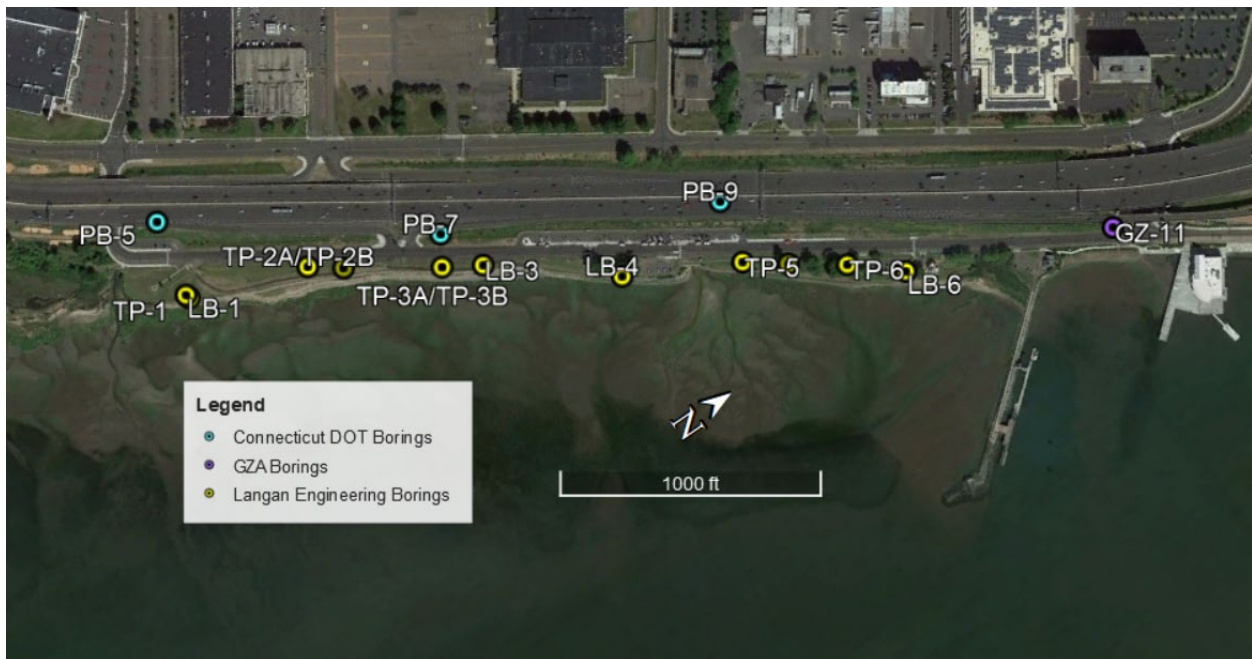 PB-9
PB-5
PB-7
GZ-11
TP-2A/TP-2B
LB-3
LB-4
TP-5
TP-6
LB-6
TP-1
LB-1
TP-3A/TP-3B
Legend
Connecticut DOT Borings
GZA Borings
Langan Engineering Borings
N
1000 ft